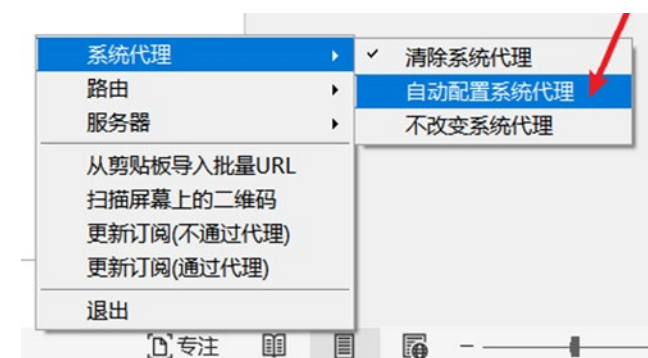 系统代理
清除系统代理
自动配置系统代理
不改变系统代理
路由
服务器
从剪贴板导入批量URL
扫描屏幕上的二维码
更新订阅(不通过代理)
更新订阅(通过代理)
退出
专注